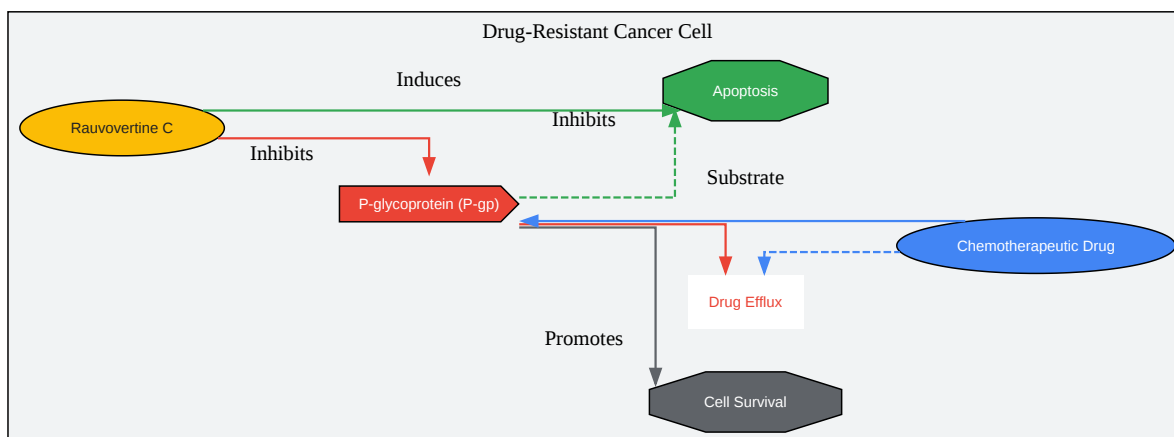 Drug-Resistant Cancer Cell
Induces
Apoptosis
Rauvovertine C
Inhibits
Inhibits
Substrate
P-glycoprotein (P-gp)
Chemotherapeutic Drug
Drug Efflux
Promotes
Cell Survival